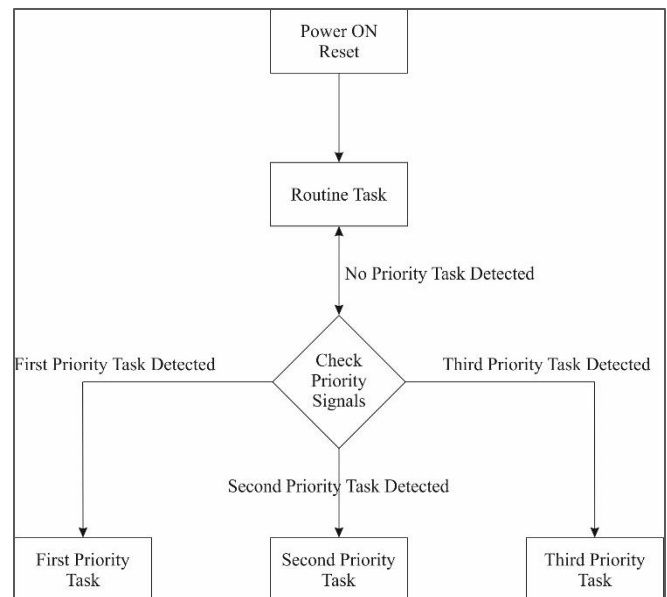 Power ON
Reset
Routine Task
No Priority Task Detected
First Priority Task Detected
Check
Priority
Signals
Third Priority Task Detected
Second Priority Task Detected
First Priority
Task
Second Priority
Task
Third Priority
Task